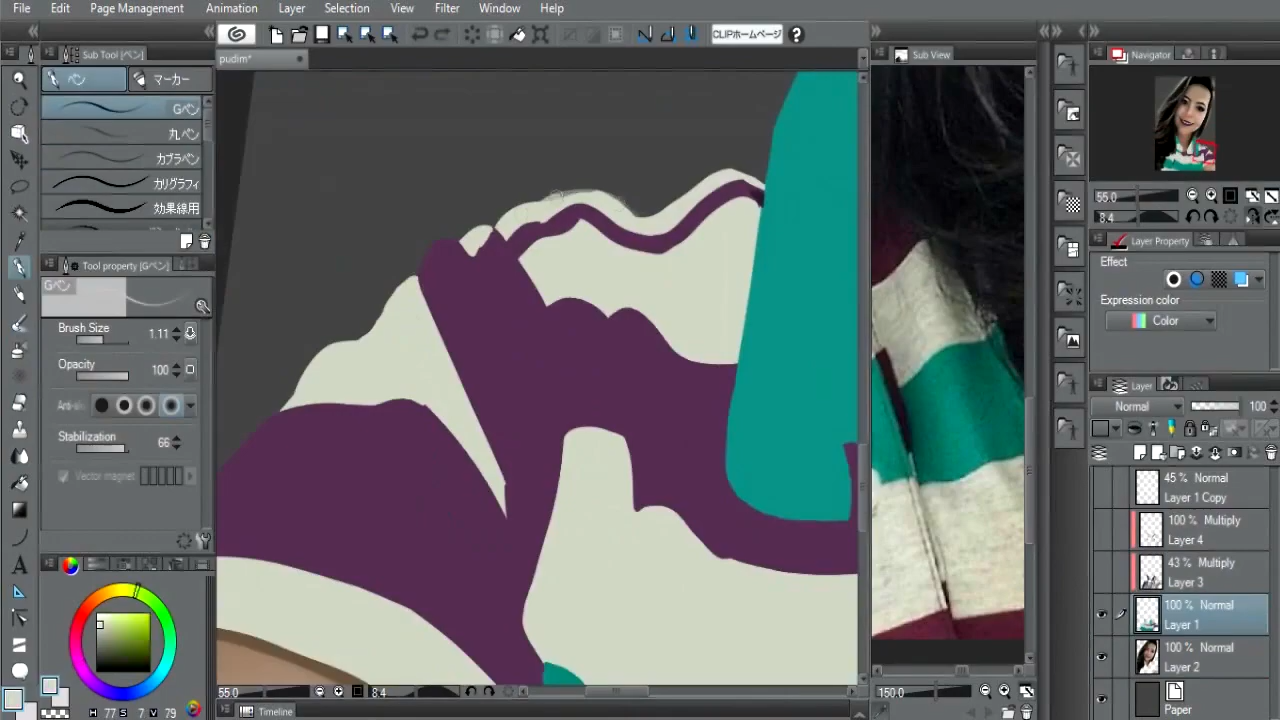 File Edit Page Management Animation Layer Selection View Filter Window Help
CLIPホームページ
Sub Tool [ペン]
ペン マーカー
Gペン
丸ペン
カブラペン
カリグラフィ
効果線用
Tool property [Gペン]
Gペン
Brush Size 1.11
Opacity 100
Anti-al
Stabilization 66
Vector magnet
H 77 S 7 V 79
pudim*
55.0 8.4
Timeline
Sub View
150.0
Navigator
55.0
8.4
Layer Property
Effect
Expression color
Color
Layer
Normal 100
45 % Normal
Layer 1 Copy
100 % Multiply
Layer 4
43 % Multiply
Layer 3
100 % Normal
Layer 1
100 % Normal
Layer 2
Paper